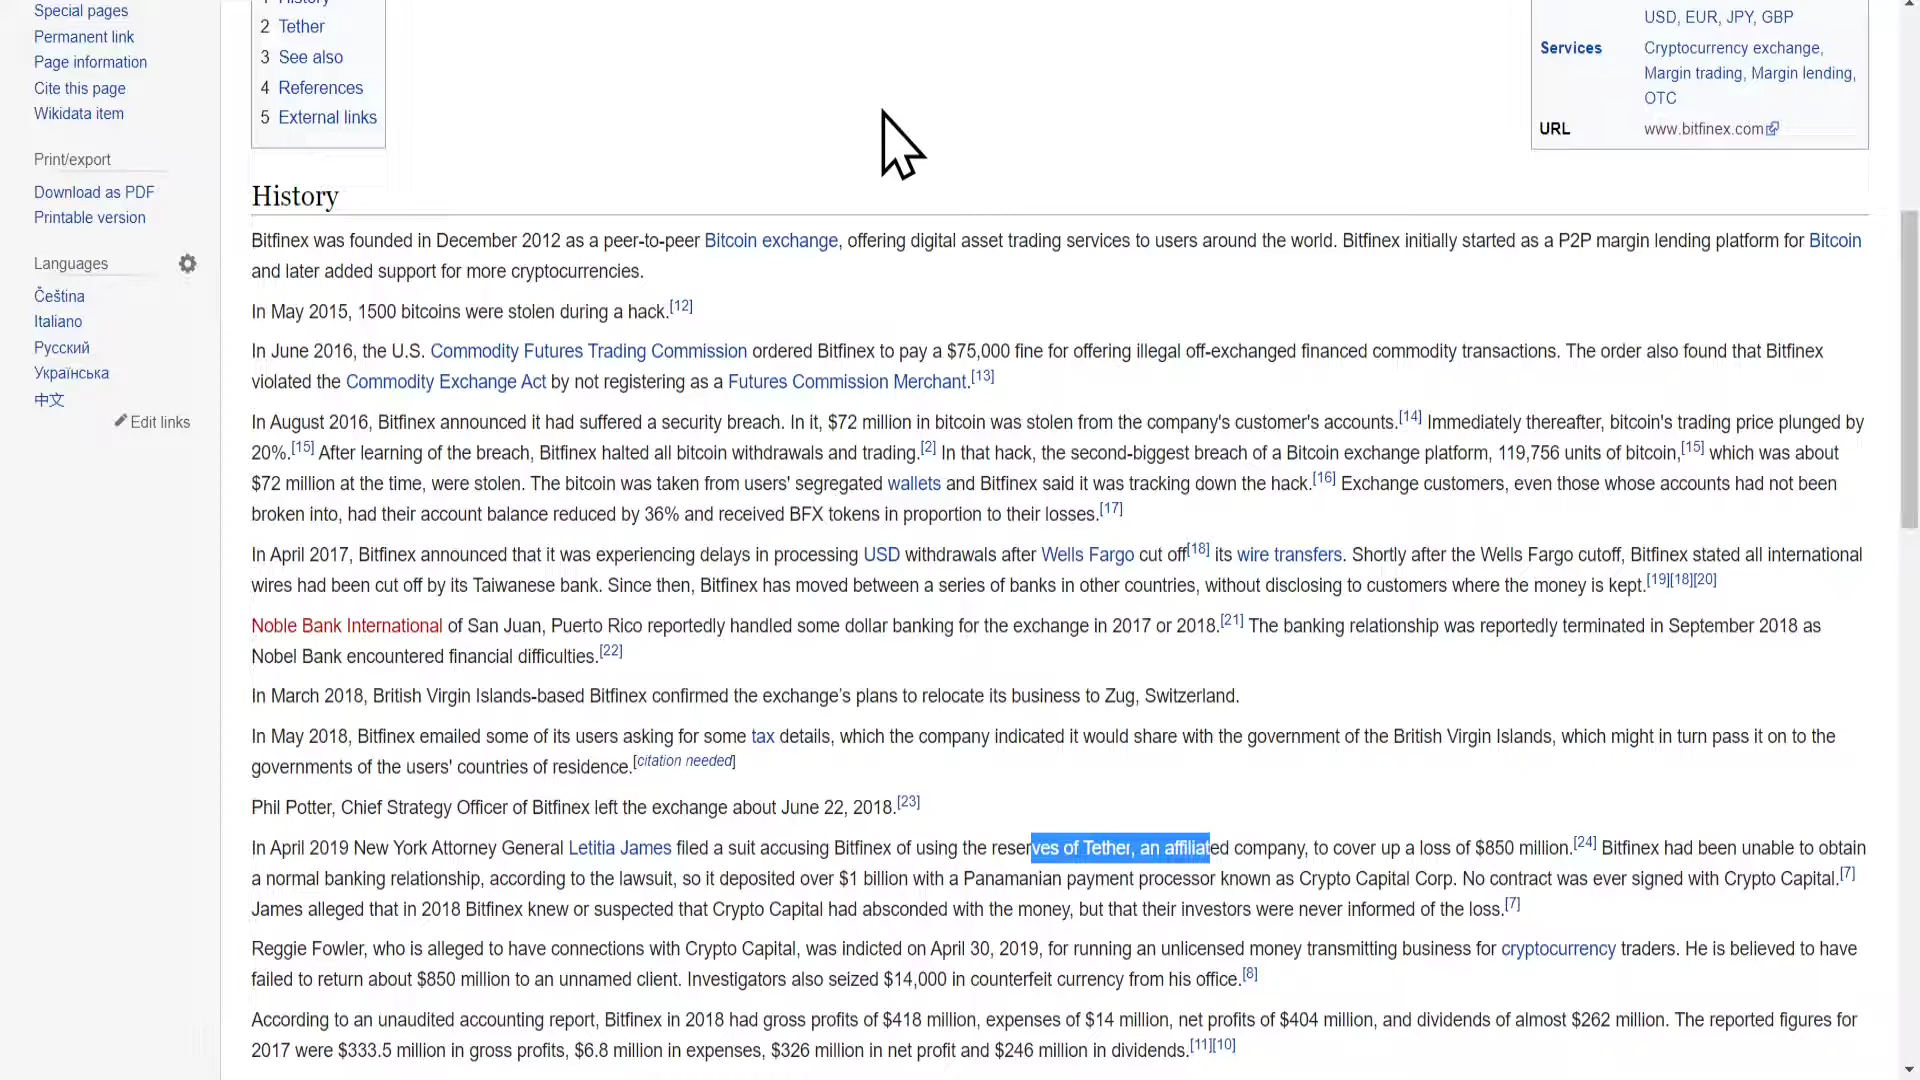 Special pages
Permanent link
Page information
Cite this page
Wikidata item
Print/export
Download as PDF
Printable version
Languages
Čeština
Italiano
Русский
Українська
中文
Edit links
1 History
2 Tether
3 See also
4 References
5 External links
USD, EUR, JPY, GBP
Services Cryptocurrency exchange,
Margin trading, Margin lending,
OTC
URL www.bitfinex.com
History
Bitfinex was founded in December 2012 as a peer-to-peer Bitcoin exchange, offering digital asset trading services to users around the world. Bitfinex initially started as a P2P margin lending platform for Bitcoin
and later added support for more cryptocurrencies.
In May 2015, 1500 bitcoins were stolen during a hack.[12]
In June 2016, the U.S. Commodity Futures Trading Commission ordered Bitfinex to pay a $75,000 fine for offering illegal off-exchanged financed commodity transactions. The order also found that Bitfinex
violated the Commodity Exchange Act by not registering as a Futures Commission Merchant.[13]
In August 2016, Bitfinex announced it had suffered a security breach. In it, $72 million in bitcoin was stolen from the company's customer's accounts.[14] Immediately thereafter, bitcoin's trading price plunged by
20%.[15] After learning of the breach, Bitfinex halted all bitcoin withdrawals and trading.[2] In that hack, the second-biggest breach of a Bitcoin exchange platform, 119,756 units of bitcoin,[15] which was about
$72 million at the time, were stolen. The bitcoin was taken from users' segregated wallets and Bitfinex said it was tracking down the hack.[16] Exchange customers, even those whose accounts had not been
broken into, had their account balance reduced by 36% and received BFX tokens in proportion to their losses.[17]
In April 2017, Bitfinex announced that it was experiencing delays in processing USD withdrawals after Wells Fargo cut off[18] its wire transfers. Shortly after the Wells Fargo cutoff, Bitfinex stated all international
wires had been cut off by its Taiwanese bank. Since then, Bitfinex has moved between a series of banks in other countries, without disclosing to customers where the money is kept.[19][18][20]
Noble Bank International of San Juan, Puerto Rico reportedly handled some dollar banking for the exchange in 2017 or 2018.[21] The banking relationship was reportedly terminated in September 2018 as
Nobel Bank encountered financial difficulties.[22]
In March 2018, British Virgin Islands-based Bitfinex confirmed the exchange's plans to relocate its business to Zug, Switzerland.
In May 2018, Bitfinex emailed some of its users asking for some tax details, which the company indicated it would share with the government of the British Virgin Islands, which might in turn pass it on to the
governments of the users' countries of residence.[citation needed]
Phil Potter, Chief Strategy Officer of Bitfinex left the exchange about June 22, 2018.[23]
In April 2019 New York Attorney General Letitia James filed a suit accusing Bitfinex of using the reserves of Tether, an affiliated company, to cover up a loss of $850 million.[24] Bitfinex had been unable to obtain
a normal banking relationship, according to the lawsuit, so it deposited over $1 billion with a Panamanian payment processor known as Crypto Capital Corp. No contract was ever signed with Crypto Capital.[7]
James alleged that in 2018 Bitfinex knew or suspected that Crypto Capital had absconded with the money, but that their investors were never informed of the loss.[7]
Reggie Fowler, who is alleged to have connections with Crypto Capital, was indicted on April 30, 2019, for running an unlicensed money transmitting business for cryptocurrency traders. He is believed to have
failed to return about $850 million to an unnamed client. Investigators also seized $14,000 in counterfeit currency from his office.[8]
According to an unaudited accounting report, Bitfinex in 2018 had gross profits of $418 million, expenses of $14 million, net profits of $404 million, and dividends of almost $262 million. The reported figures for
2017 were $333.5 million in gross profits, $6.8 million in expenses, $326 million in net profit and $246 million in dividends.[11][10]